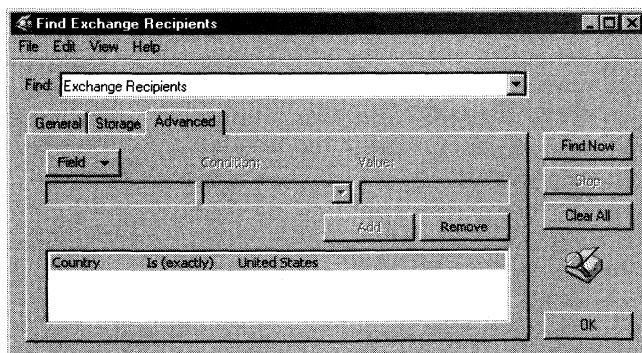 Find Exchange Recipients
File Edit View Help
Find: Exchange Recipients
General Storage Advanced
Field Condition: Value:
Add Remove
Country Is (exactly) United States
Find Now
Stop
Clear All
OK